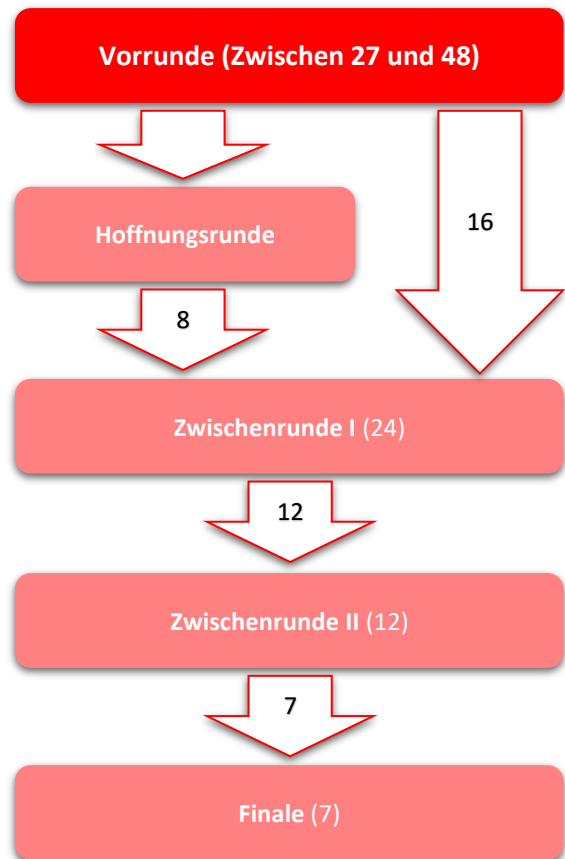 Vorrunde (Zwischen 27 und 48)
Hoffnungsrunde
16
8
Zwischenrunde I (24)
12
Zwischenrunde II (12)
7
Finale (7)